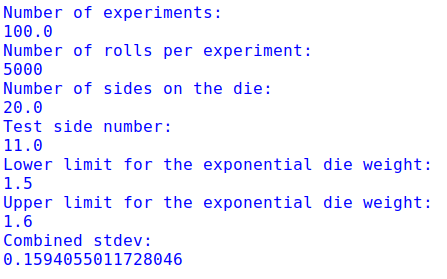 Number of experiments:
100.0
Number of rolls per experiment:
5000
Number of sides on the die:
20.0
Test side number:
11.0
Lower limit for the exponential die weight:
1.5
Upper limit for the exponential die weight:
1.6
Combined stdev:
0.1594055011728046